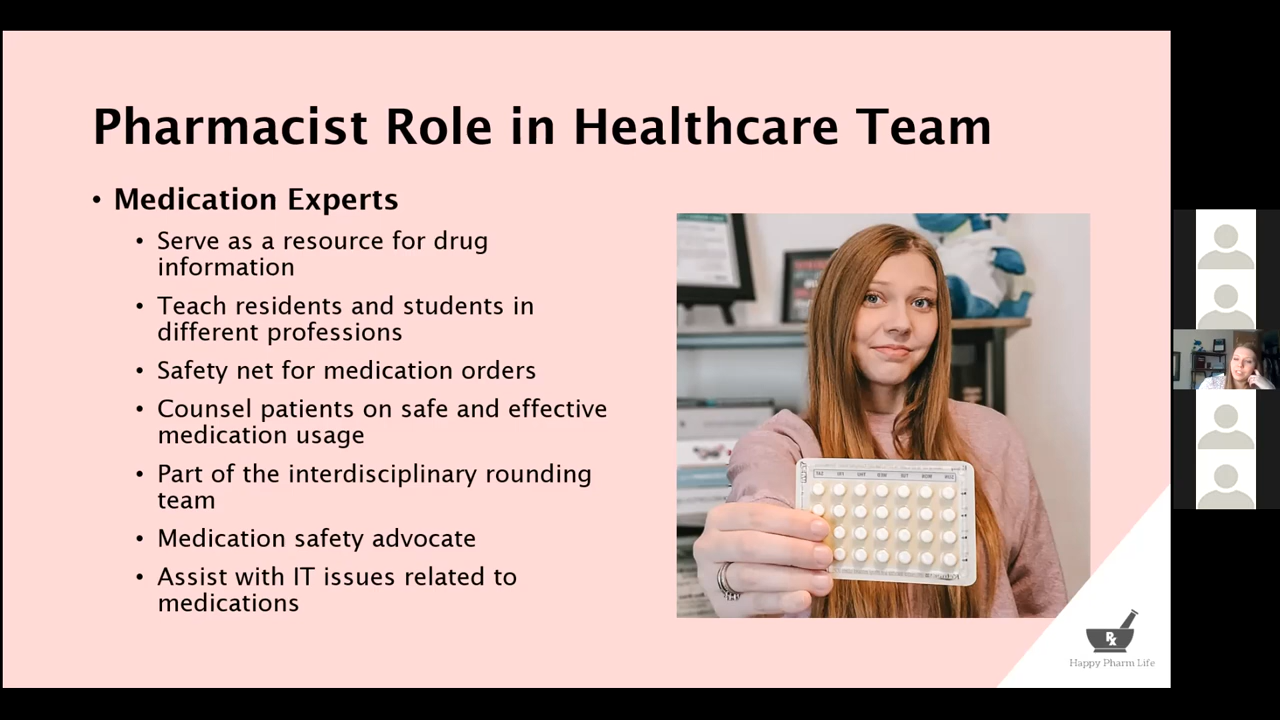 Pharmacist Role in Healthcare Team
• Medication Experts
• Serve as a resource for drug
information
• Teach residents and students in
different professions
• Safety net for medication orders
• Counsel patients on safe and effective
medication usage
• Part of the interdisciplinary rounding
team
• Medication safety advocate
• Assist with IT issues related to
medications
Rx
Happy Pharm Life